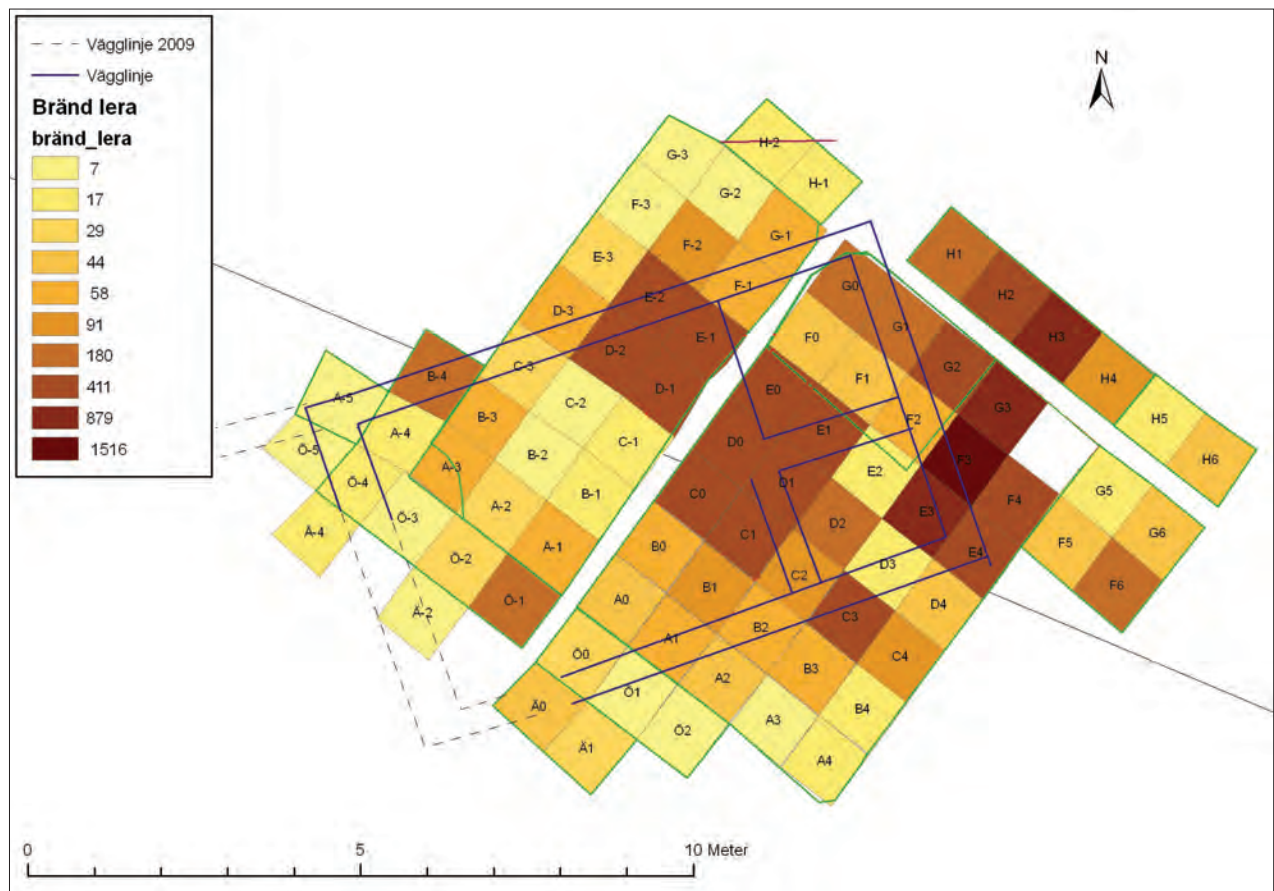 Vägglinje 2009
Vägglinje
Bränd lera
bränd_lera
7
17
29
44
58
91
180
411
879
1516
N
H-2
G-3
H-1
G-2
F-3
G-1
F-2
E-3
H1
F-1
E-2
G0
H2
D-3
G1
E-1
F0
H3
D-2
C-3
G2
B-4
F1
H4
D-1
E0
A-5
C-2
G3
B-3
H5
F2
E1
A-4
C-1
D0
Ö-5
B-2
H6
F3
A-3
E2
Ö-4
D1
G5
C0
B-1
F4
A-2
E3
Ö-3
D2
G6
Ä-4
C1
F5
B0
A-1
E4
Ö-2
D3
C2
F6
B1
A0
Ö-1
D4
Ä-2
C3
B2
A1
Ö0
C4
B3
A2
Ö1
Ä0
B4
A3
Ö2
Ä1
A4
0 5 10 Meter